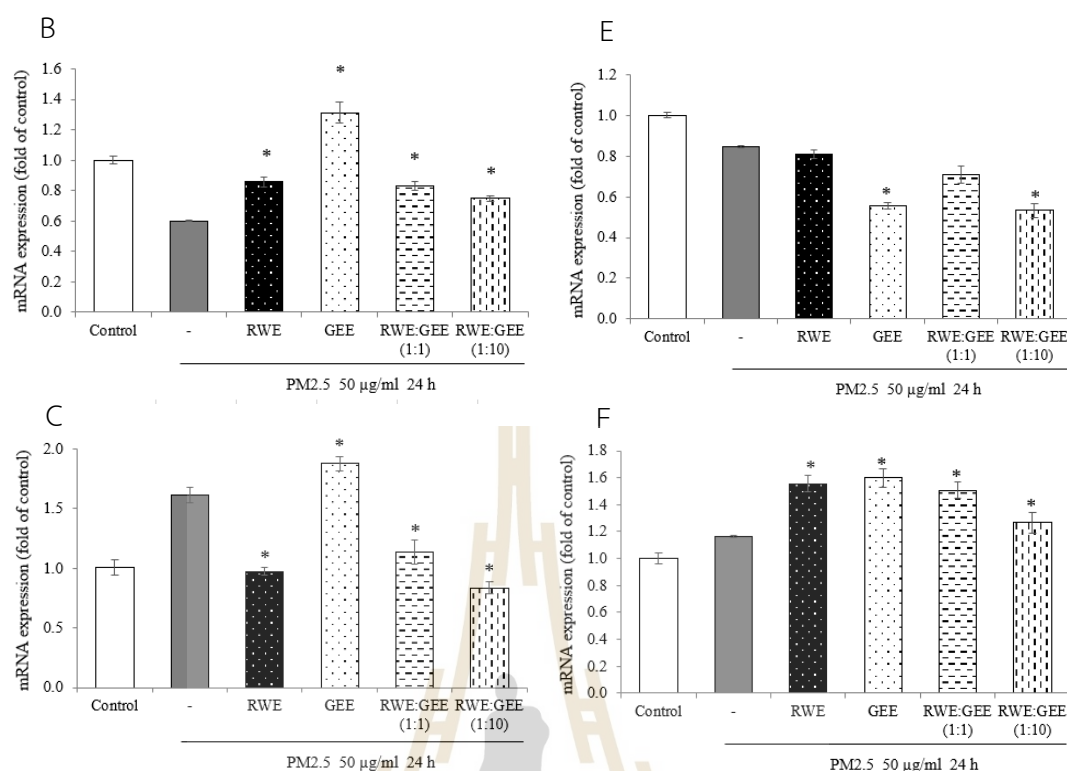 B
mRNA expression (fold of control)
1.6
1.4
1.2
1.0
0.8
0.6
0.4
0.2
0.0
* * * *
Control - RWE GEE RWE:GEE RWE:GEE
(1:1) (1:10)
PM2.5 50 µg/ml 24 h
E
mRNA expression (fold of control)
1.2
1.0
0.8
0.6
0.4
0.2
0.0
* *
Control - RWE GEE RWE:GEE RWE:GEE
(1:1) (1:10)
PM2.5 50 µg/ml 24 h
C
mRNA expression (fold of control)
2.0
1.5
1.0
0.5
0.0
* * * *
Control - RWE GEE RWE:GEE RWE:GEE
(1:1) (1:10)
PM2.5 50 µg/ml 24 h
F
mRNA expression (fold of control)
1.8
1.6
1.4
1.2
1.0
0.8
0.6
0.4
0.2
0.0
* * * *
Control - RWE GEE RWE:GEE RWE:GEE
(1:1) (1:10)
PM2.5 50 µg/ml 24 h